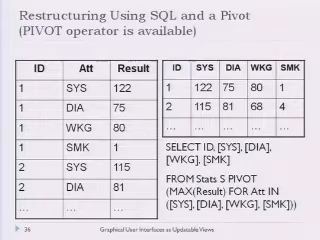 Restructuring Using SQL and a Pivot
(PIVOT operator is available)
ID Att Result
1 SYS 122
1 DIA 75
1 WKG 80
1 SMK 1
2 SYS 115
2 DIA 81
... ... ...
ID SYS DIA WKG SMK
1 122 75 80 1
2 115 81 68 4
... ... ... ... ...
SELECT ID, [SYS], [DIA],
[WKG], [SMK]
FROM Stats S PIVOT
(MAX(Result) FOR Att IN
([SYS], [DIA], [WKG], [SMK]))
36 Graphical User Interfaces as Updatable Views